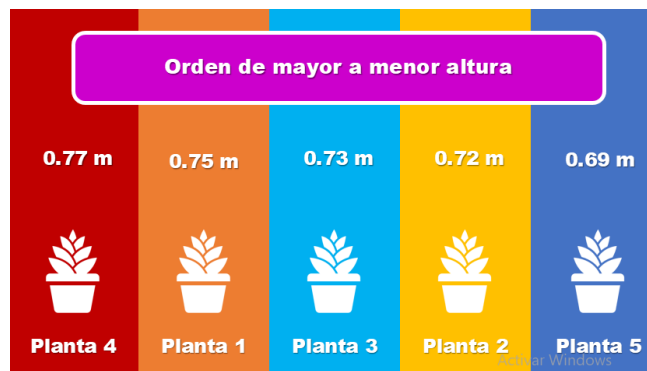 Orden de mayor a menor altura
0.77 m
0.75 m
0.73 m
0.72 m
0.69 m
Planta 4
Planta 1
Planta 3
Planta 2
Planta 5
Activar Windows